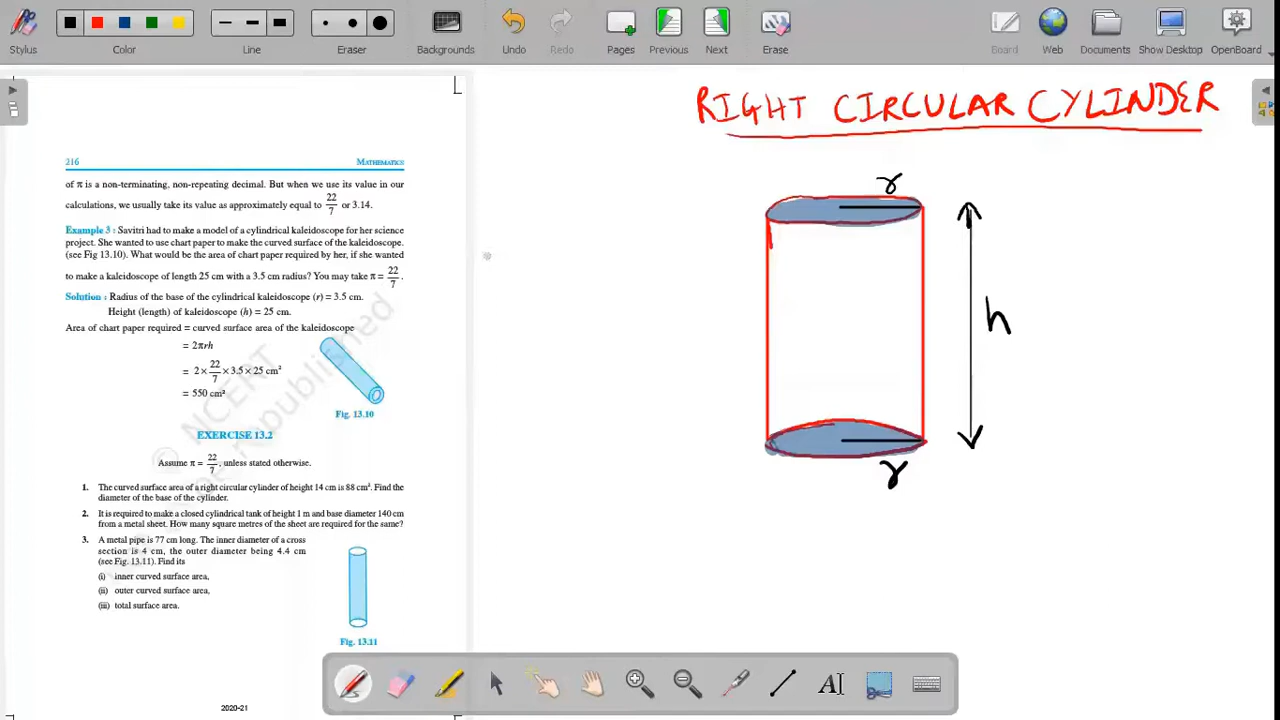 Stylus Color Line Eraser Backgrounds Undo Redo Pages Previous Next Erase Board Web Documents Show Desktop OpenBoard
RIGHT CIRCULAR CYLINDER
r
h
r
216 MATHEMATICS
of π is a non-terminating, non-repeating decimal. But when we use its value in our
calculations, we usually take its value as approximately equal to 22/7 or 3.14.
Example 3 : Savitri had to make a model of a cylindrical kaleidoscope for her science
project. She wanted to use chart paper to make the curved surface of the kaleidoscope.
(see Fig 13.10). What would be the area of chart paper required by her, if she wanted
to make a kaleidoscope of length 25 cm with a 3.5 cm radius? You may take π = 22/7.
Solution : Radius of the base of the cylindrical kaleidoscope (r) = 3.5 cm.
Height (length) of kaleidoscope (h) = 25 cm.
Area of chart paper required = curved surface area of the kaleidoscope
= 2πrh
= 2 × 22/7 × 3.5 × 25 cm²
= 550 cm²
Fig. 13.10
EXERCISE 13.2
Assume π = 22/7, unless stated otherwise.
1. The curved surface area of a right circular cylinder of height 14 cm is 88 cm². Find the
diameter of the base of the cylinder.
2. It is required to make a closed cylindrical tank of height 1 m and base diameter 140 cm
from a metal sheet. How many square metres of the sheet are required for the same?
3. A metal pipe is 77 cm long. The inner diameter of a cross
section is 4 cm, the outer diameter being 4.4 cm
(see Fig. 13.11). Find its
(i) inner curved surface area,
(ii) outer curved surface area,
(iii) total surface area.
Fig. 13.11
© NCERT
republished
2020-21